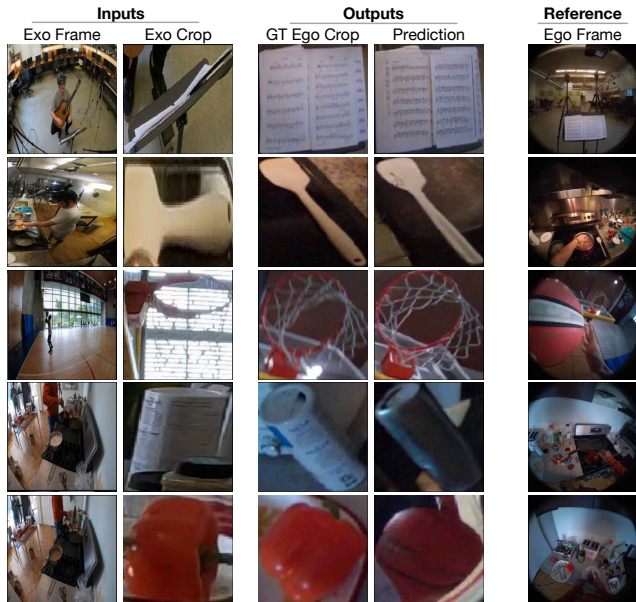 Inputs
Outputs
Reference
Exo Frame
Exo Crop
GT Ego Crop
Prediction
Ego Frame